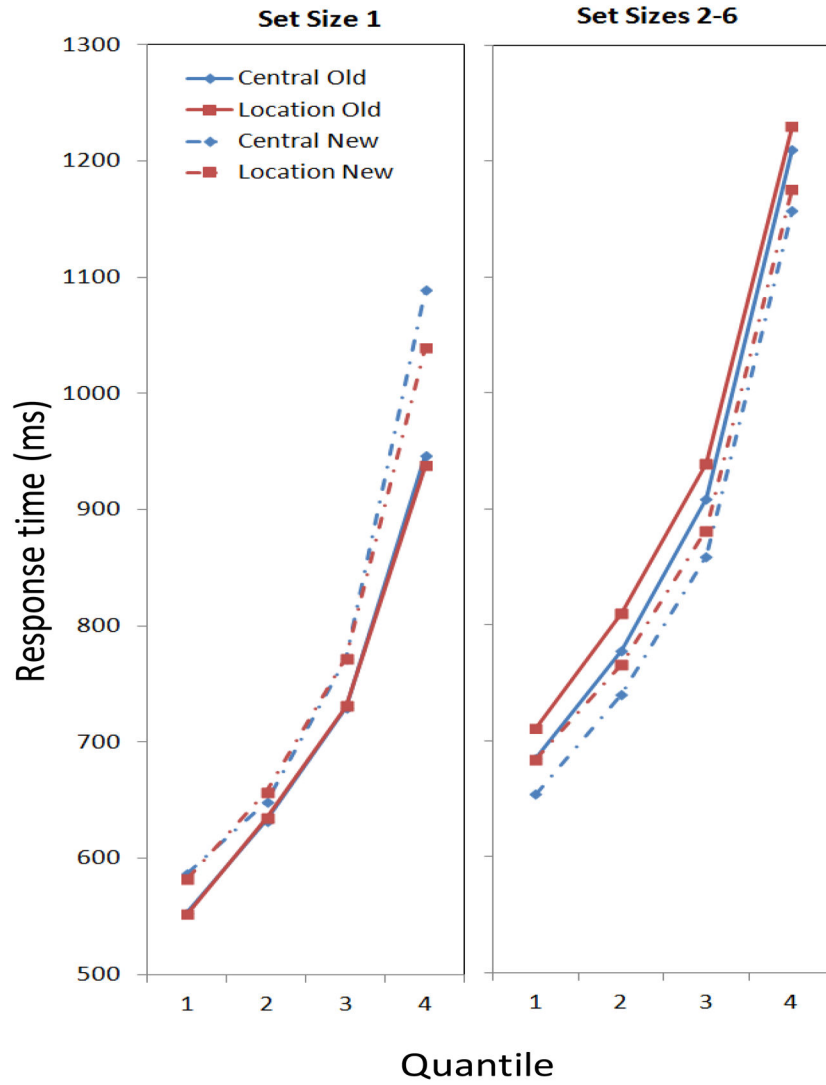 Set Size 1
Set Sizes 2-6
1300
1200
1100
1000
900
800
700
600
500
Central Old
Location Old
Central New
Location New
Response time (ms)
1 2 3 4
1 2 3 4
Quantile